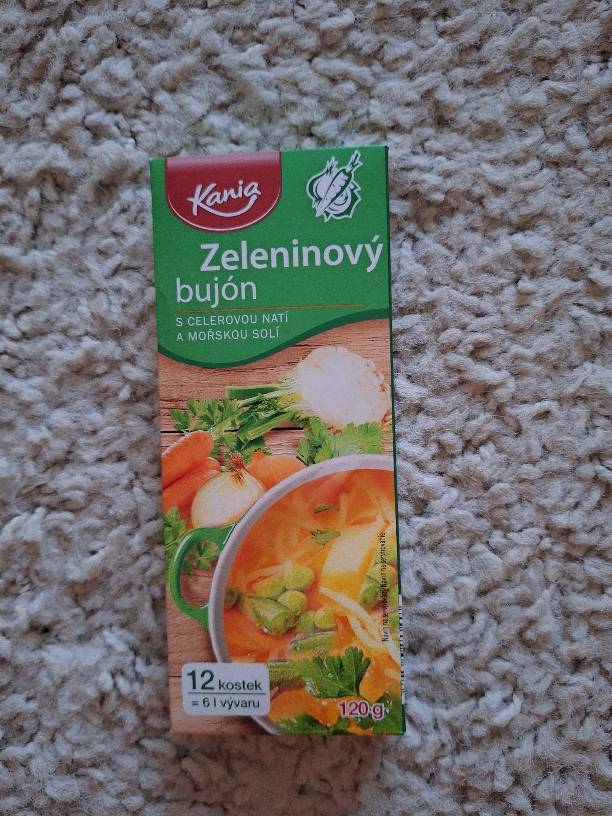 Kania
Zeleninový
bujón
S CELEROVOU NATÍ
A MOŘSKOU SOLÍ
12 kostek
= 6 l vývaru
120 g